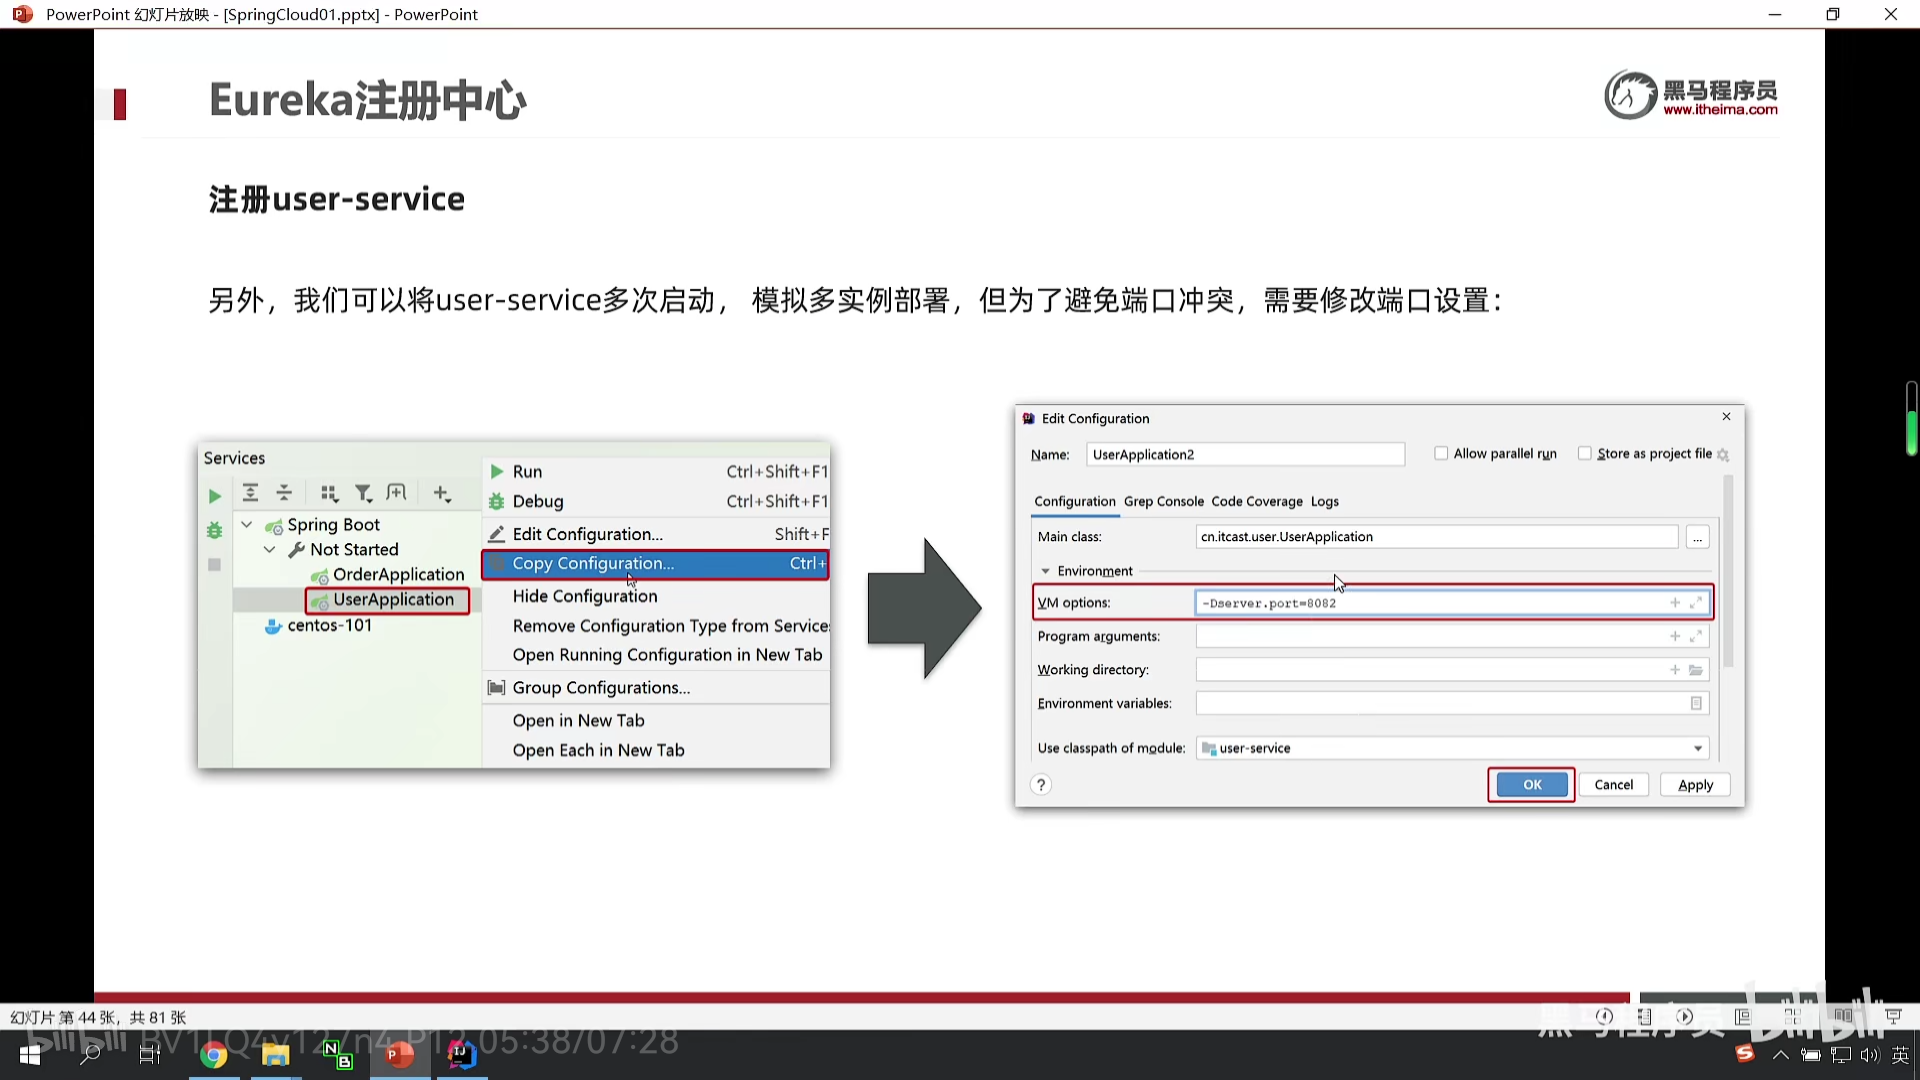 PowerPoint 幻灯片放映 - [SpringCloud01.pptx] - PowerPoint
Eureka注册中心
黑马程序员
www.itheima.com
注册user-service
另外，我们可以将user-service多次启动， 模拟多实例部署，但为了避免端口冲突，需要修改端口设置：
Services
Spring Boot
Not Started
OrderApplication
UserApplication
centos-101
Run Ctrl+Shift+F1
Debug Ctrl+Shift+F1
Edit Configuration... Shift+F
Copy Configuration... Ctrl+
Hide Configuration
Remove Configuration Type from Service
Open Running Configuration in New Tab
Group Configurations...
Open in New Tab
Open Each in New Tab
Edit Configuration
Name: UserApplication2 Allow parallel run Store as project file
Configuration Grep Console Code Coverage Logs
Main class: cn.itcast.user.UserApplication ...
Environment
VM options: -Dserver.port=8082
Program arguments:
Working directory:
Environment variables:
Use classpath of module: user-service
? OK Cancel Apply
幻灯片 第 44 张，共 81 张
黑马程序员 bilibili
bilibili BV1LQ4y127n4 P12 05:38/07:28
英